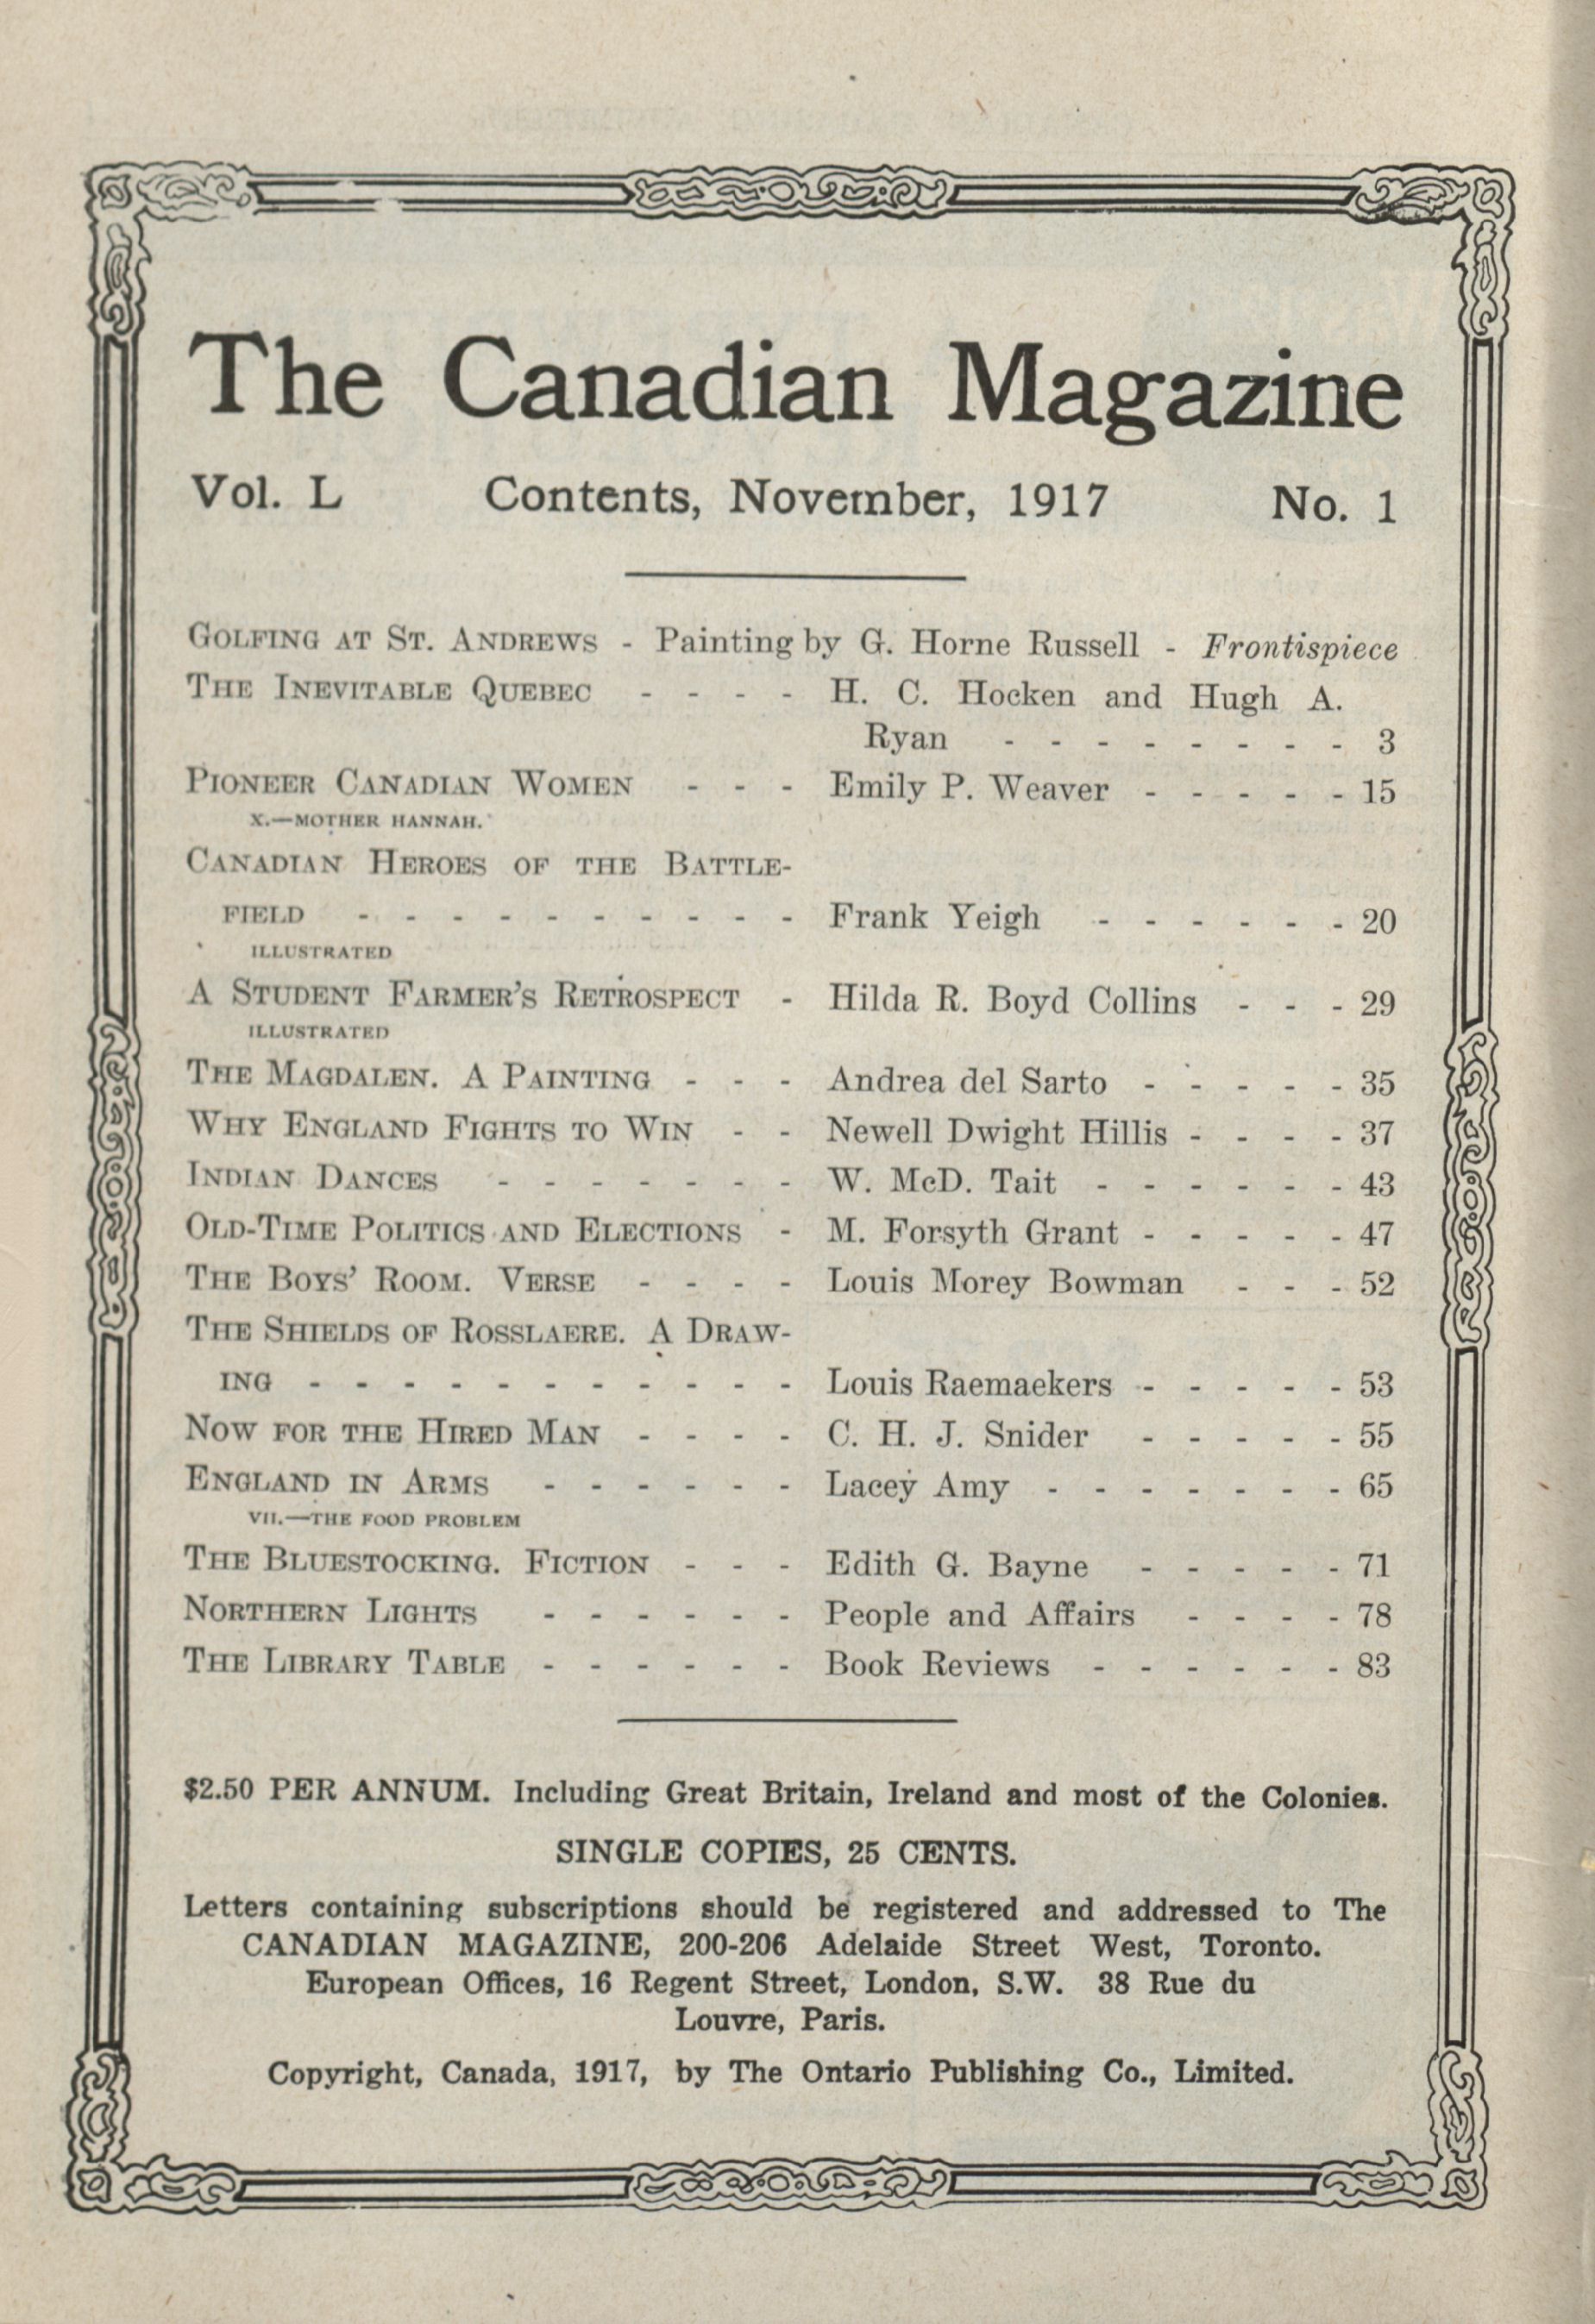 The Canadian Magazine
Vol. L Contents, November, 1917 No. 1
GOLFING AT ST. ANDREWS - Painting by G. Horne Russell - Frontispiece
THE INEVITABLE QUEBEC - - - - H. C. Hocken and Hugh A.
Ryan - - - - - - - - 3
PIONEER CANADIAN WOMEN - - - Emily P. Weaver - - - - - 15
X.—MOTHER HANNAH.
CANADIAN HEROES OF THE BATTLE-
FIELD - - - - - - - - - - Frank Yeigh - - - - - - 20
ILLUSTRATED
A STUDENT FARMER'S RETROSPECT - Hilda R. Boyd Collins - - - 29
ILLUSTRATED
THE MAGDALEN. A PAINTING - - - Andrea del Sarto - - - - - 35
WHY ENGLAND FIGHTS TO WIN - - Newell Dwight Hillis - - - - 37
INDIAN DANCES - - - - - - - W. McD. Tait - - - - - - 43
OLD-TIME POLITICS AND ELECTIONS - M. Forsyth Grant - - - - - 47
THE BOYS' ROOM. VERSE - - - - Louis Morey Bowman - - - 52
THE SHIELDS OF ROSSLAERE. A DRAW-
ING - - - - - - - - - - - Louis Raemaekers - - - - - 53
NOW FOR THE HIRED MAN - - - - C. H. J. Snider - - - - - 55
ENGLAND IN ARMS - - - - - - Lacey Amy - - - - - - - 65
VII.—THE FOOD PROBLEM
THE BLUESTOCKING. FICTION - - - Edith G. Bayne - - - - - 71
NORTHERN LIGHTS - - - - - - People and Affairs - - - - 78
THE LIBRARY TABLE - - - - - - Book Reviews - - - - - - 83
$2.50 PER ANNUM. Including Great Britain, Ireland and most of the Colonies.
SINGLE COPIES, 25 CENTS.
Letters containing subscriptions should be registered and addressed to The
CANADIAN MAGAZINE, 200-206 Adelaide Street West, Toronto.
European Offices, 16 Regent Street, London, S.W. 38 Rue du
Louvre, Paris.
Copyright, Canada, 1917, by The Ontario Publishing Co., Limited.